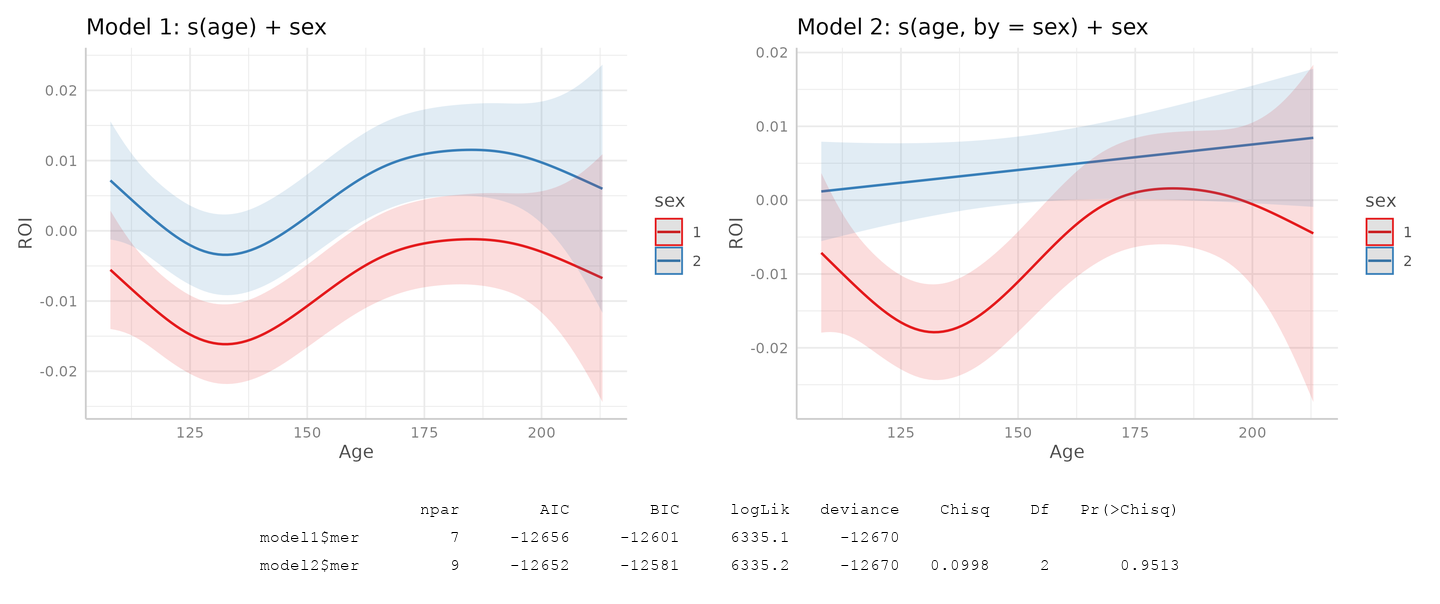 Model 1: s(age) + sex
0.02
0.01
0.00
-0.01
-0.02
ROI
125 150 175 200
Age
sex
1
2
Model 2: s(age, by = sex) + sex
0.02
0.01
0.00
-0.01
-0.02
ROI
125 150 175 200
Age
sex
1
2
npar AIC BIC logLik deviance Chisq Df Pr(>Chisq)
model1$mer 7 -12656 -12601 6335.1 -12670
model2$mer 9 -12652 -12581 6335.2 -12670 0.0998 2 0.9513